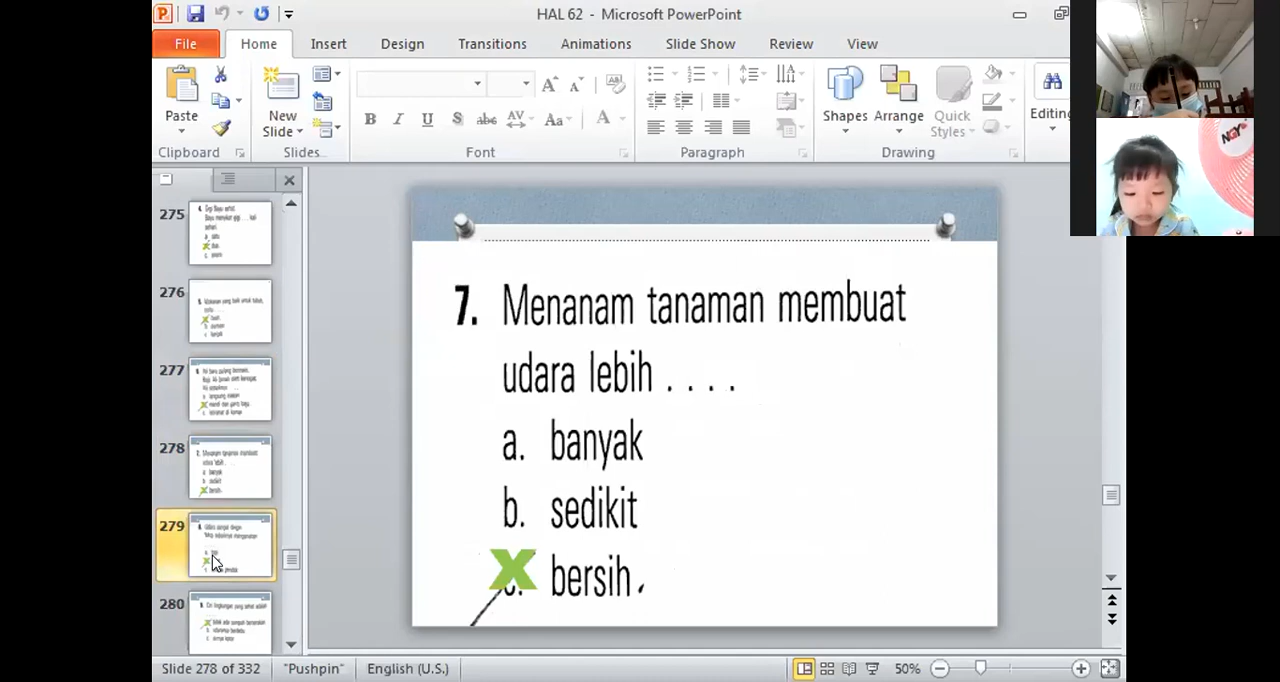 HAL 62 - Microsoft PowerPoint
File Home Insert Design Transitions Animations Slide Show Review View
Paste
New Slide
Shapes Arrange Quick Styles
Editing
Clipboard Slides Font Paragraph Drawing
275
276
277
278
279
280
7. Menanam tanaman membuat
udara lebih . . . .
a. banyak
b. sedikit
X c. bersih
Slide 278 of 332 "Pushpin" English (U.S.) 50%